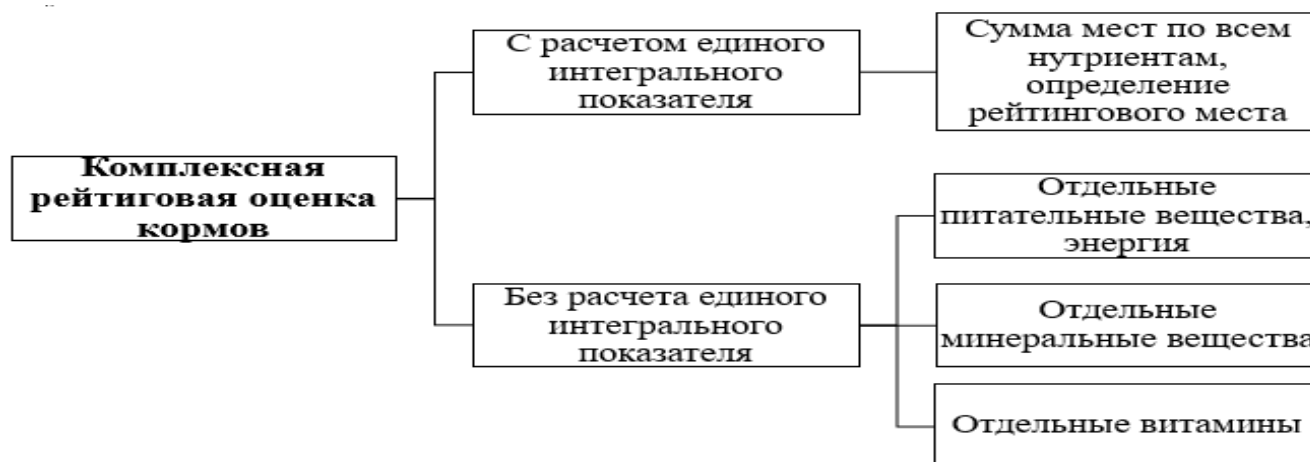 С расчетом единого
интегрального
показателя
Сумма мест по всем
нутриентам,
определение
рейтингового места
Комплексная
рейтиговая оценка
кормов
Без расчета единого
интегрального
показателя
Отдельные
питательные вещества,
энергия
Отдельные
минеральные вещества
Отдельные витамины